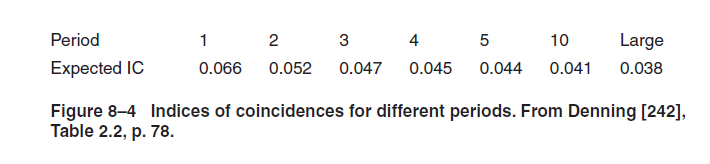 Period 1 2 3 4 5 10 Large
Expected IC 0.066 0.052 0.047 0.045 0.044 0.041 0.038
Figure 8–4 Indices of coincidences for different periods. From Denning [242],
Table 2.2, p. 78.